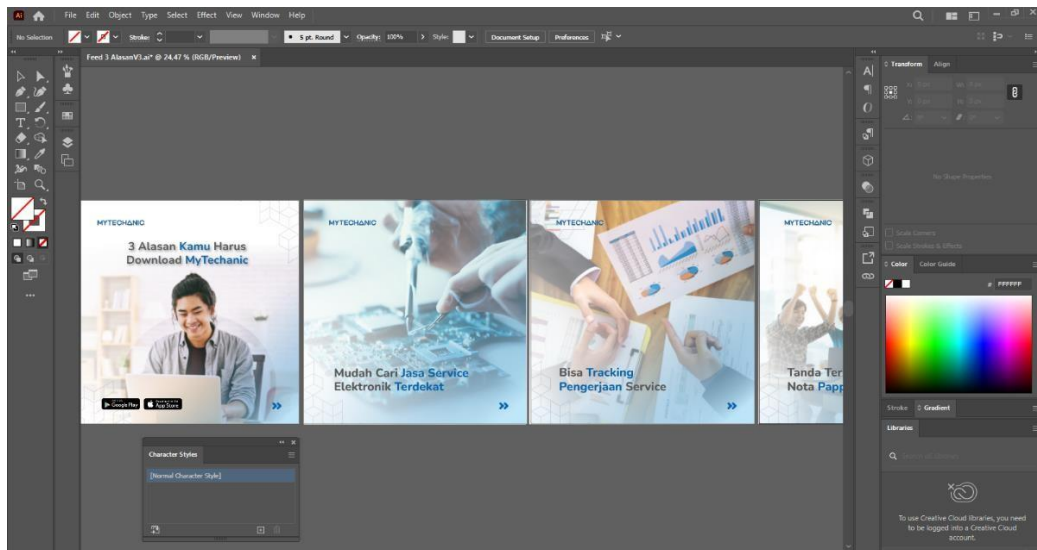 Ai File Edit Object Type Select Effect View Window Help
No Selection Stroke: 5 pt. Round Opacity: 100% Style: Document Setup Preferences
Feed 3 AlasanV3.ai* @ 24,47 % (RGB/Preview) ×
MYTECHANIC
3 Alasan Kamu Harus
Download MyTechanic
Google Play
App Store
MYTECHANIC
Mudah Cari Jasa Service
Elektronik Terdekat
MYTECHANIC
Bisa Tracking
Pengerjaan Service
MYTECHANIC
Tanda Ter
Nota Pap
Character Styles
[Normal Character Style]
Transform Align
No Shape Properties
Scale Corners
Scale Strokes & Effects
Color Color Guide
# FFFFFF
Stroke Gradient
Libraries
To use Creative Cloud libraries, you need
to be logged into a Creative Cloud
account.